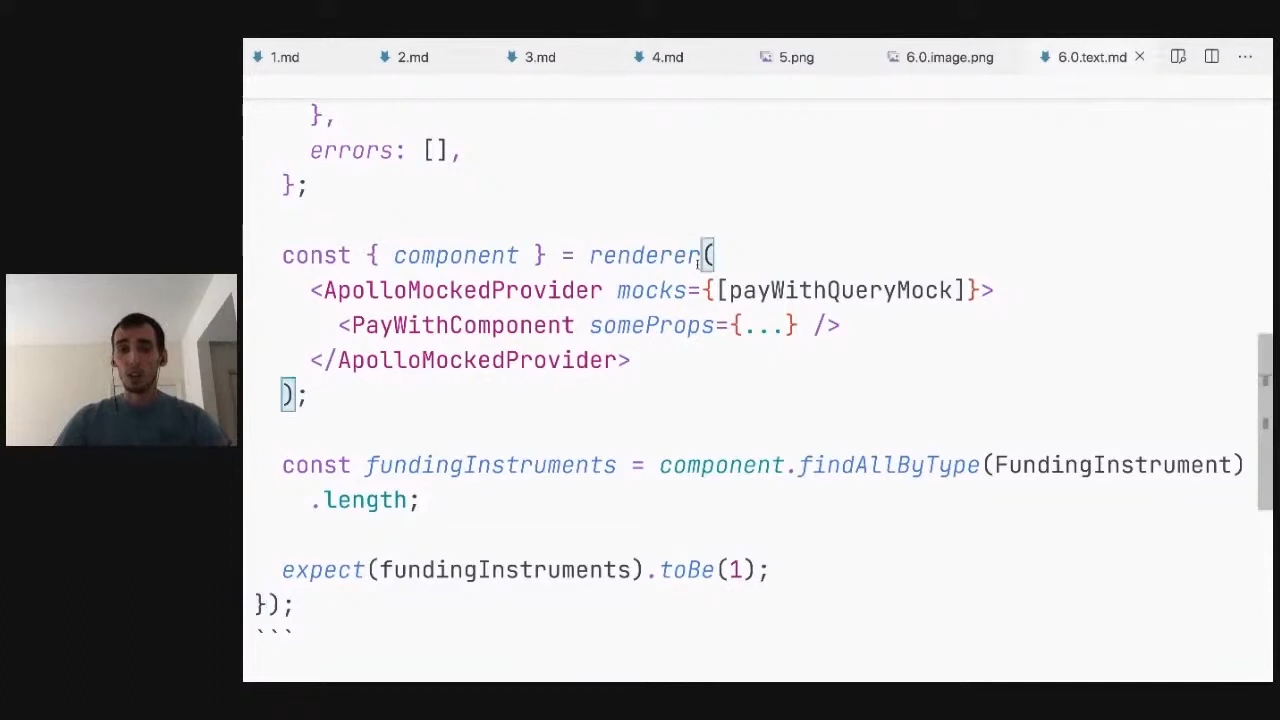 1.md 2.md 3.md 4.md 5.png 6.0.image.png 6.0.text.md
},
errors: [],
};
const { component } = renderer(
<ApolloMockedProvider mocks={[payWithQueryMock]}>
<PayWithComponent someProps={...} />
</ApolloMockedProvider>
);
const fundingInstruments = component.findAllByType(FundingInstrument)
.length;
expect(fundingInstruments).toBe(1);
});
```